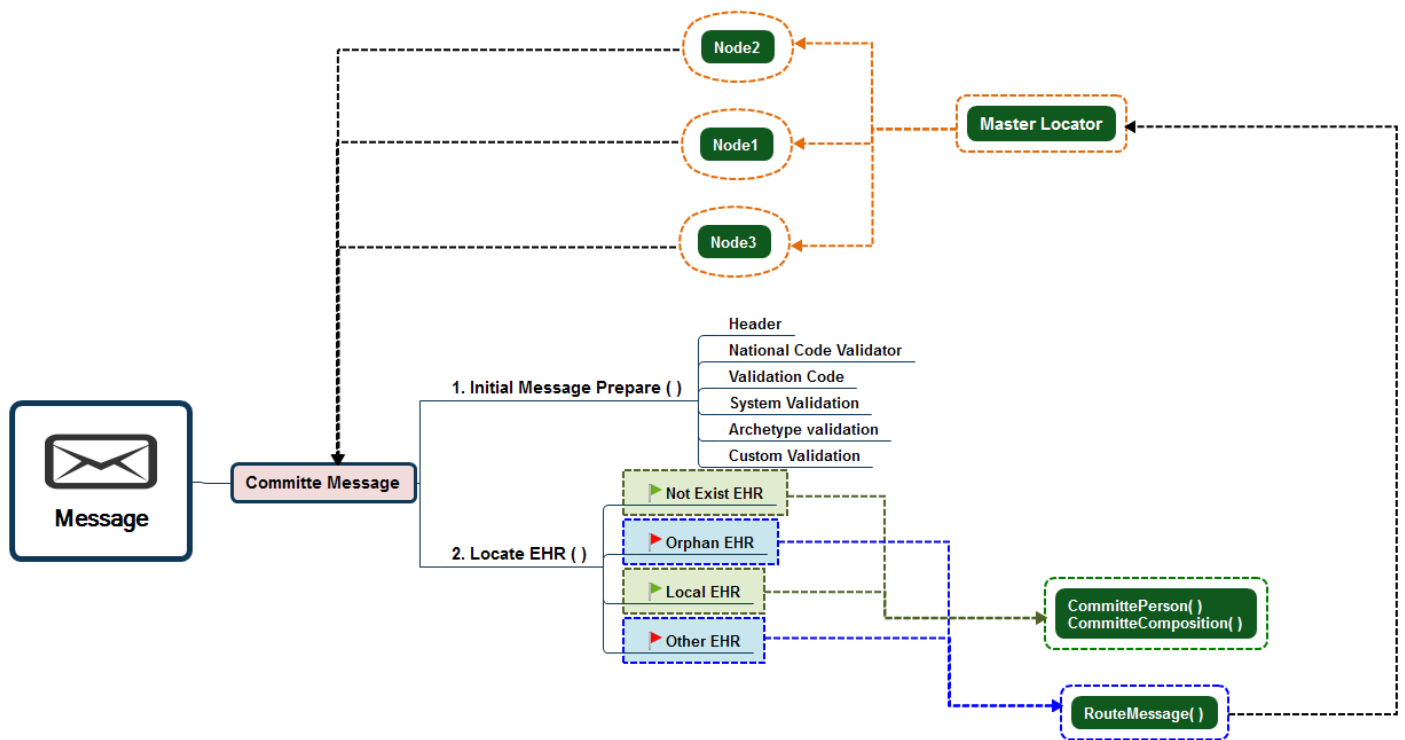 Node2
Master Locator
Node1
Node3
Header
National Code Validator
1. Initial Message Prepare ( )
Validation Code
System Validation
Archetype validation
Custom Validation
Message
Committe Message
Not Exist EHR
Orphan EHR
2. Locate EHR ( )
Local EHR
Other EHR
CommittePerson( )
CommitteComposition( )
RouteMessage( )